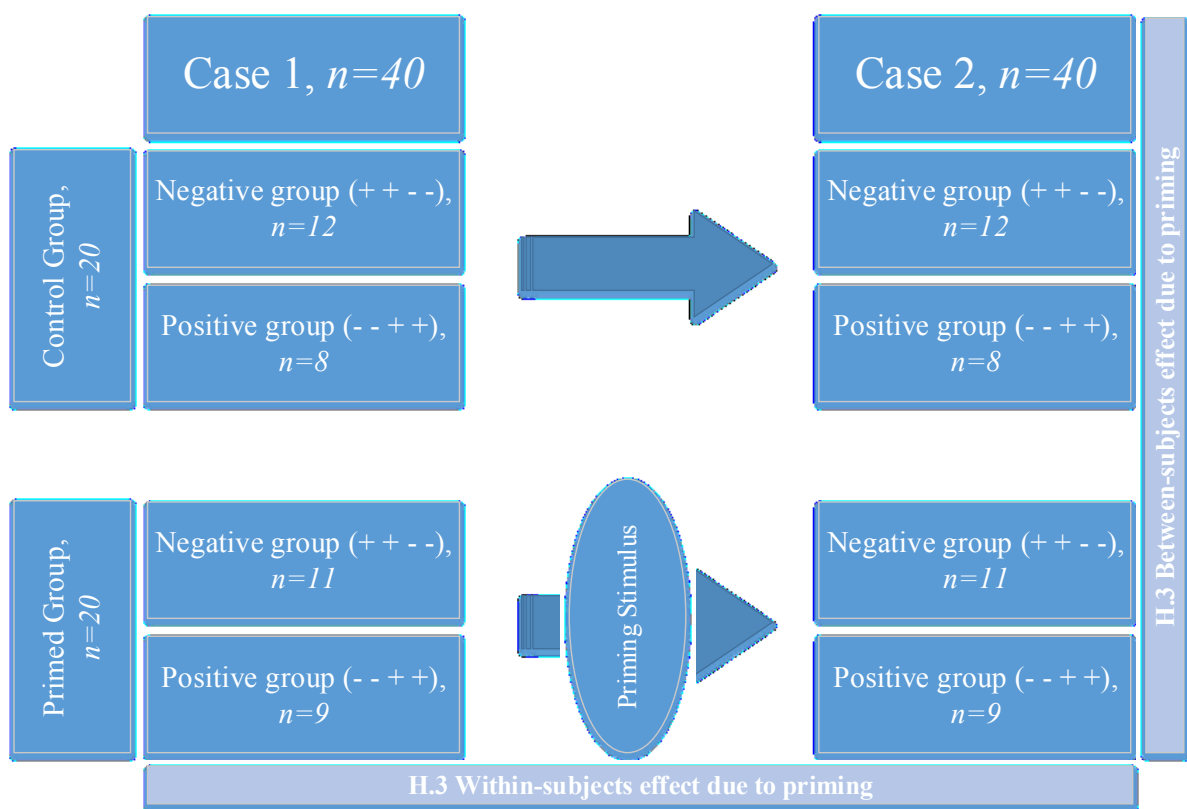 Case 1, n=40
Case 2, n=40
Control Group,
n=20
Negative group (+ + - -),
n=12
Negative group (+ + - -),
n=12
Positive group (- - + +),
n=8
Positive group (- - + +),
n=8
Primed Group,
n=20
Negative group (+ + - -),
n=11
Priming Stimulus
Negative group (+ + - -),
n=11
Positive group (- - + +),
n=9
Positive group (- - + +),
n=9
H.3 Between-subjects effect due to priming
H.3 Within-subjects effect due to priming